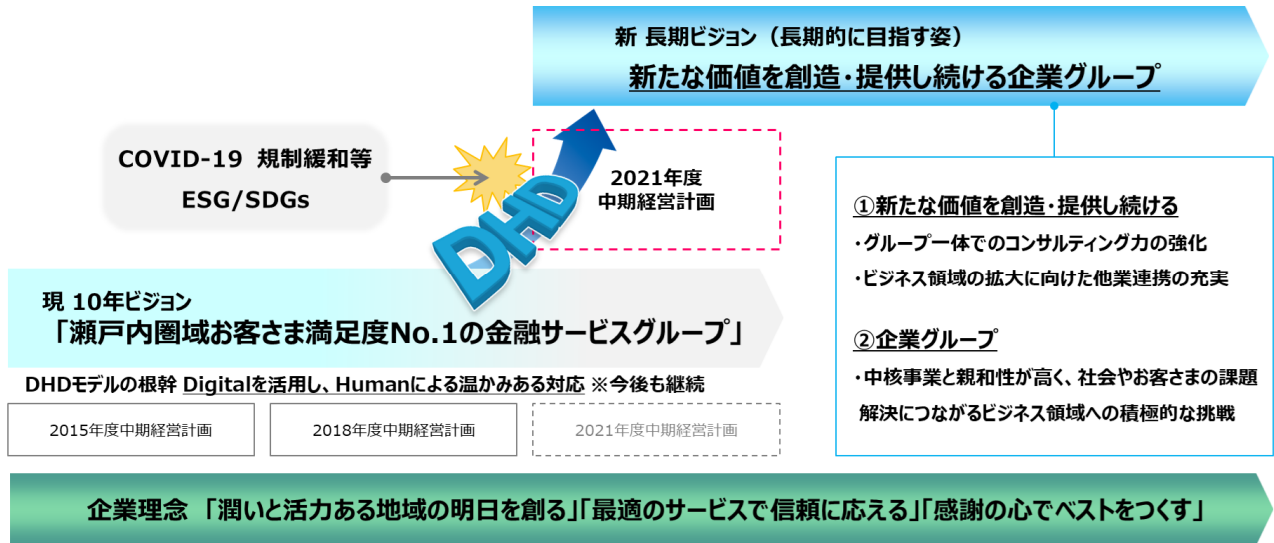 新 長期ビジョン（長期的に目指す姿）
新たな価値を創造・提供し続ける企業グループ
COVID-19 規制緩和等
ESG/SDGs
DHD
2021年度
中期経営計画
①新たな価値を創造・提供し続ける
・グループ一体でのコンサルティング力の強化
・ビジネス領域の拡大に向けた他業連携の充実
②企業グループ
・中核事業と親和性が高く、社会やお客さまの課題
解決につながるビジネス領域への積極的な挑戦
現 10年ビジョン
「瀬戸内圏域お客さま満足度No.1の金融サービスグループ」
DHDモデルの根幹 Digitalを活用し、Humanによる温かみある対応 ※今後も継続
2015年度中期経営計画
2018年度中期経営計画
2021年度中期経営計画
企業理念 「潤いと活力ある地域の明日を創る」「最適のサービスで信頼に応える」「感謝の心でベストをつくす」